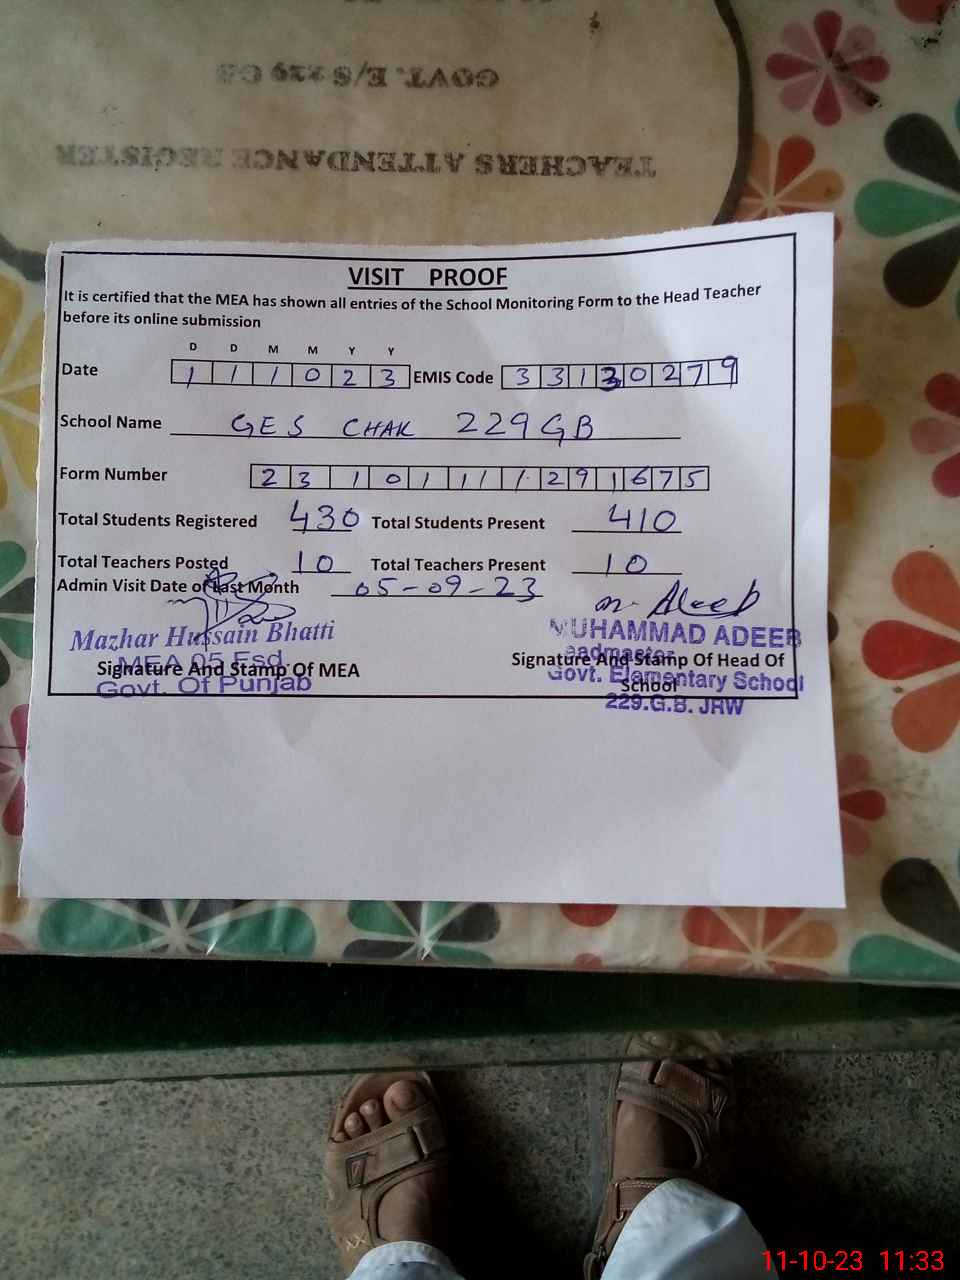 GOVT. E/S 229 GB
TEACHERS ATTENDANCE REGISTER
VISIT PROOF
It is certified that the MEA has shown all entries of the School Monitoring Form to the Head Teacher
before its online submission
D D M M Y Y
Date 1 1 1 0 2 3 EMIS Code 3 3 1 3 0 2 7 9
School Name GES CHAK 229 GB
Form Number 2 3 1 0 1 1 1 2 9 1 6 7 5
Total Students Registered 430 Total Students Present 410
Total Teachers Posted 10 Total Teachers Present 10
Admin Visit Date of Last Month 05-09-23
m. Adeeb
Mazhar Hussain Bhatti
MUHAMMAD ADEEB
MEA 05 Fsd.
Headmaster
Signature And Stamp Of MEA
Signature And Stamp Of Head Of
School
Govt. Of Punjab
Govt. Elementary School
229.G.B. JRW
11-10-23 11:33